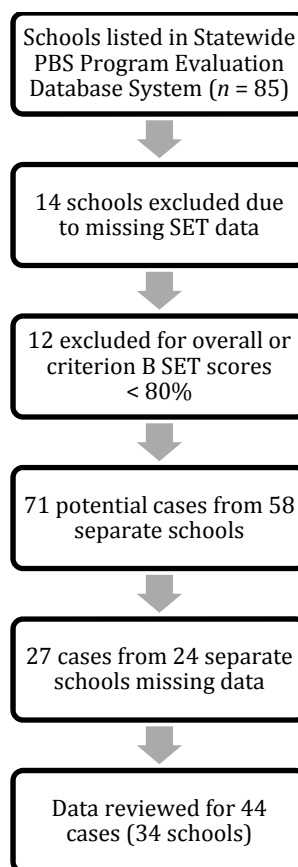 Schools listed in Statewide
PBS Program Evaluation
Database System (n = 85)
14 schools excluded due
to missing SET data
12 excluded for overall or
criterion B SET scores
< 80%
71 potential cases from 58
separate schools
27 cases from 24 separate
schools missing data
Data reviewed for 44
cases (34 schools)